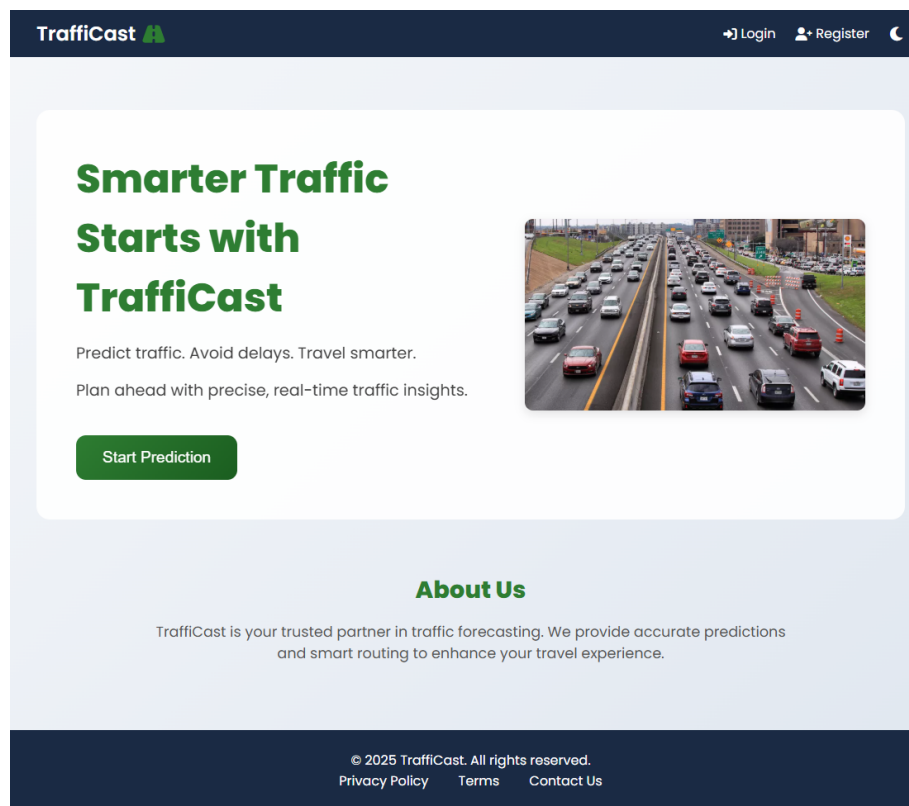 TraffiCast
Login
Register
Smarter Traffic
Starts with
TraffiCast
Predict traffic. Avoid delays. Travel smarter.
Plan ahead with precise, real-time traffic insights.
Start Prediction
About Us
TraffiCast is your trusted partner in traffic forecasting. We provide accurate predictions
and smart routing to enhance your travel experience.
© 2025 TraffiCast. All rights reserved.
Privacy Policy Terms Contact Us